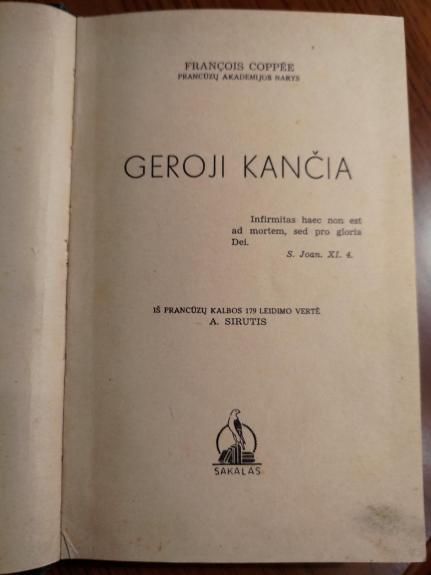 FRANÇOIS COPPÉE
PRANCŪZŲ AKADEMIJOS NARYS
GEROJI KANČIA
Infirmitas haec non est
ad mortem, sed pro gloria
Dei.
S. Joan. XI. 4.
IŠ PRANCŪZŲ KALBOS 179 LEIDIMO VERTĖ
A. SIRUTIS
SAKALAS